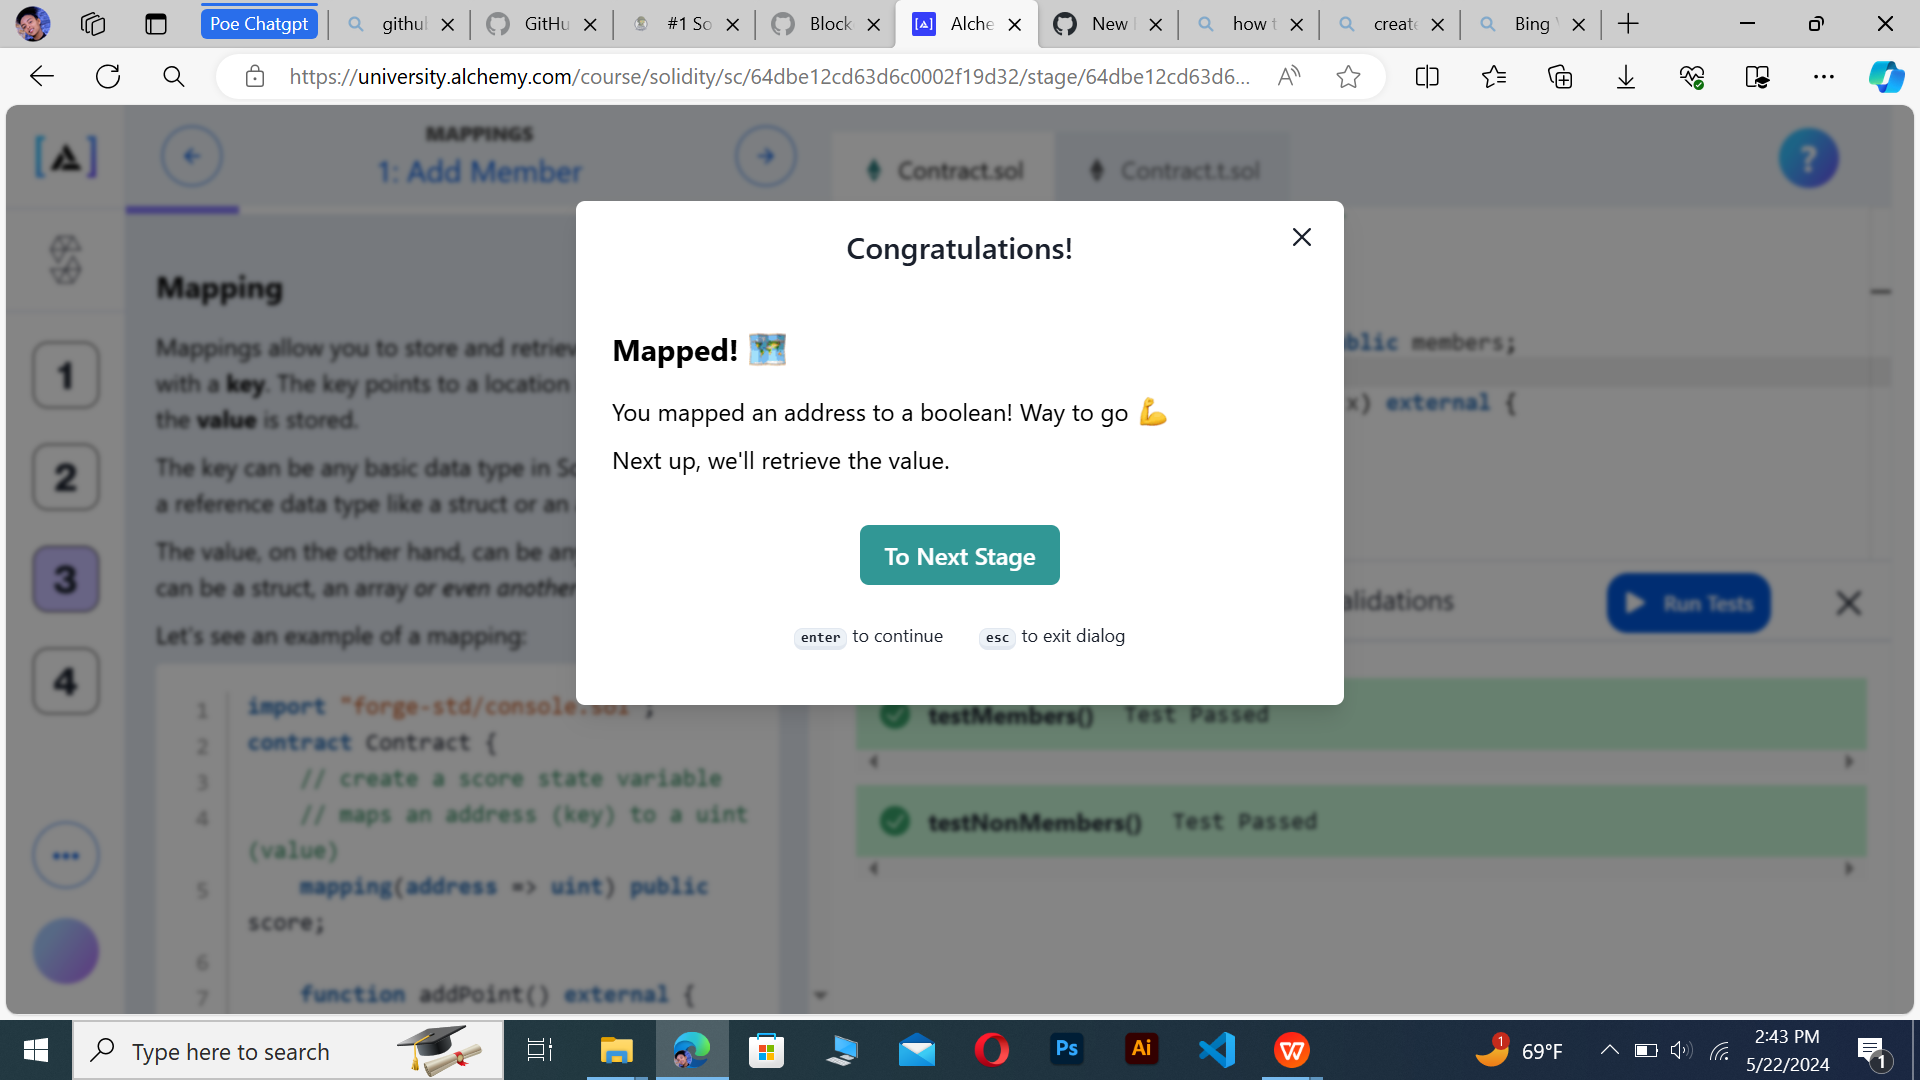 Poe Chatgpt
githul
GitHu
#1 So
Block
Alche
New
how t
create
Bing
https://university.alchemy.com/course/solidity/sc/64dbe12cd63d6c0002f19d32/stage/64dbe12cd63d6...
MAPPINGS
1: Add Member
Contract.sol
Contract.t.sol
?
Congratulations!
Mapped!
You mapped an address to a boolean! Way to go
Next up, we'll retrieve the value.
To Next Stage
enter to continue
esc to exit dialog
1
2
3
4
Mapping
Mappings allow you to store and retriev
with a key. The key points to a location
the value is stored.
The key can be any basic data type in So
a reference data type like a struct or an
The value, on the other hand, can be any
can be a struct, an array or even another
Let's see an example of a mapping:
1 import "forge-std/console.sol";
2 contract Contract {
3 // create a score state variable
4 // maps an address (key) to a uint
(value)
5 mapping(address => uint) public
score;
6
7 function addPoint() external {
blic members;
x) external {
alidations
Run Tests
testMembers() Test Passed
testNonMembers() Test Passed
Type here to search
Ps
Ai
1
69°F
2:43 PM
5/22/2024
1